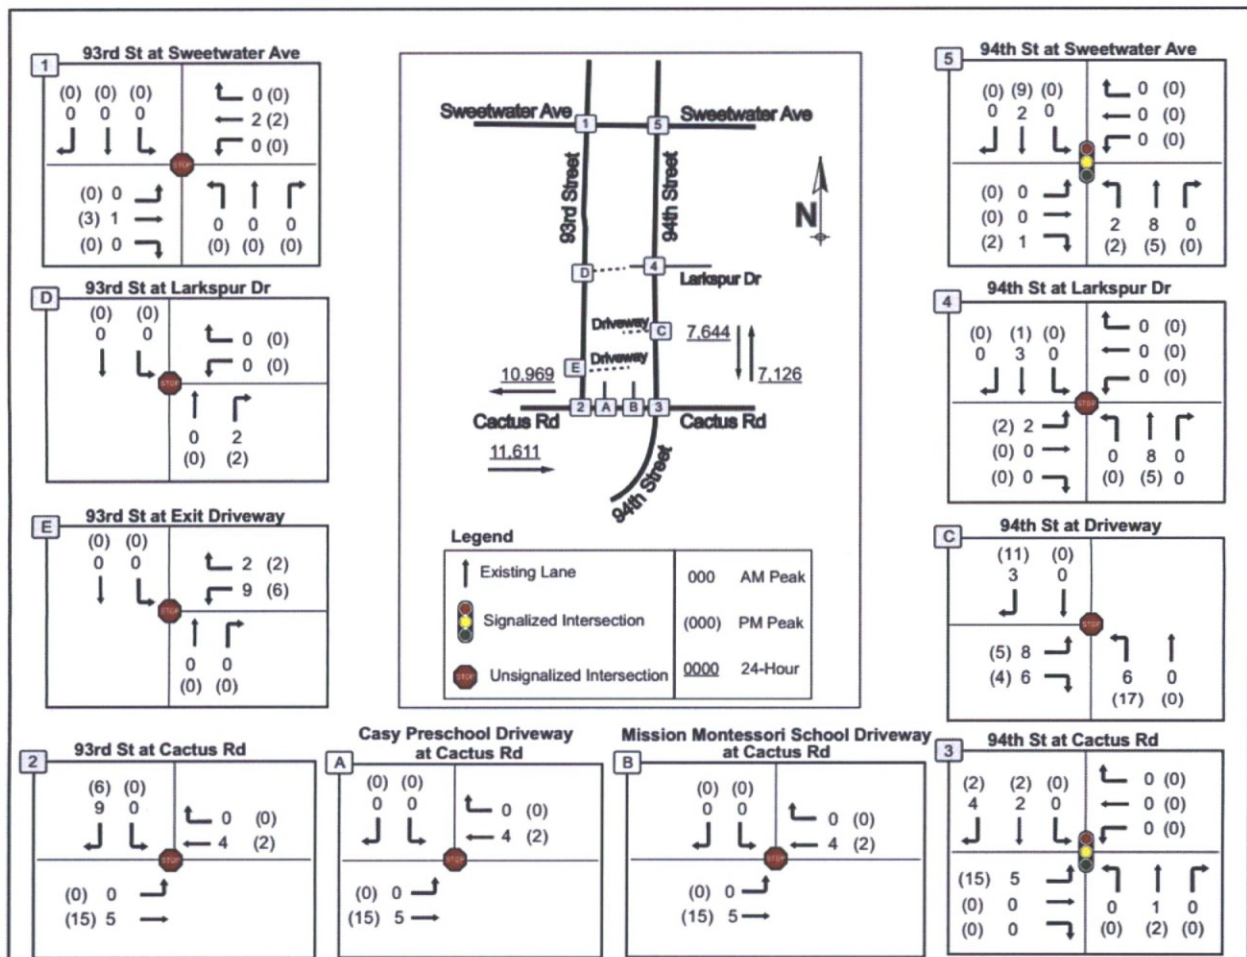 1
93rd St at Sweetwater Ave
(0) (0) (0)
0 0 0
0 (0)
2 (2)
0 (0)
STOP
(0) 0
(3) 1
(0) 0
0 0 0
(0) (0) (0)
D
93rd St at Larkspur Dr
(0) (0)
0 0
0 (0)
0 (0)
STOP
0 2
(0) (2)
E
93rd St at Exit Driveway
(0) (0)
0 0
2 (2)
9 (6)
STOP
0 0
(0) (0)
2
93rd St at Cactus Rd
(6) (0)
9 0
0 (0)
4 (2)
STOP
(0) 0
(15) 5
A
Casy Preschool Driveway
at Cactus Rd
(0) (0)
0 0
0 (0)
4 (2)
STOP
(0) 0
(15) 5
B
Mission Montessori School Driveway
at Cactus Rd
(0) (0)
0 0
0 (0)
4 (2)
STOP
(0) 0
(15) 5
Sweetwater Ave
1
5
Sweetwater Ave
93rd Street
94th Street
N
D
4
Larkspur Dr
Driveway
C
7,644
7,126
E
Driveway
10,969
2
A
B
3
Cactus Rd
Cactus Rd
11,611
94th Street
Legend
Existing Lane
000 AM Peak
Signalized Intersection
(000) PM Peak
STOP
Unsignalized Intersection
0000 24-Hour
5
94th St at Sweetwater Ave
(0) (9) (0)
0 2 0
0 (0)
0 (0)
0 (0)
(0) 0
(0) 0
(2) 1
2 8 0
(2) (5) (0)
4
94th St at Larkspur Dr
(0) (1) (0)
0 3 0
0 (0)
0 (0)
0 (0)
STOP
(2) 2
(0) 0
(0) 0
0 8 0
(0) (5) 0
C
94th St at Driveway
(11) (0)
3 0
STOP
(5) 8
(4) 6
6 0
(17) (0)
3
94th St at Cactus Rd
(2) (2) (0)
4 2 0
0 (0)
0 (0)
0 (0)
(15) 5
(0) 0
(0) 0
0 1 0
(0) (2) (0)